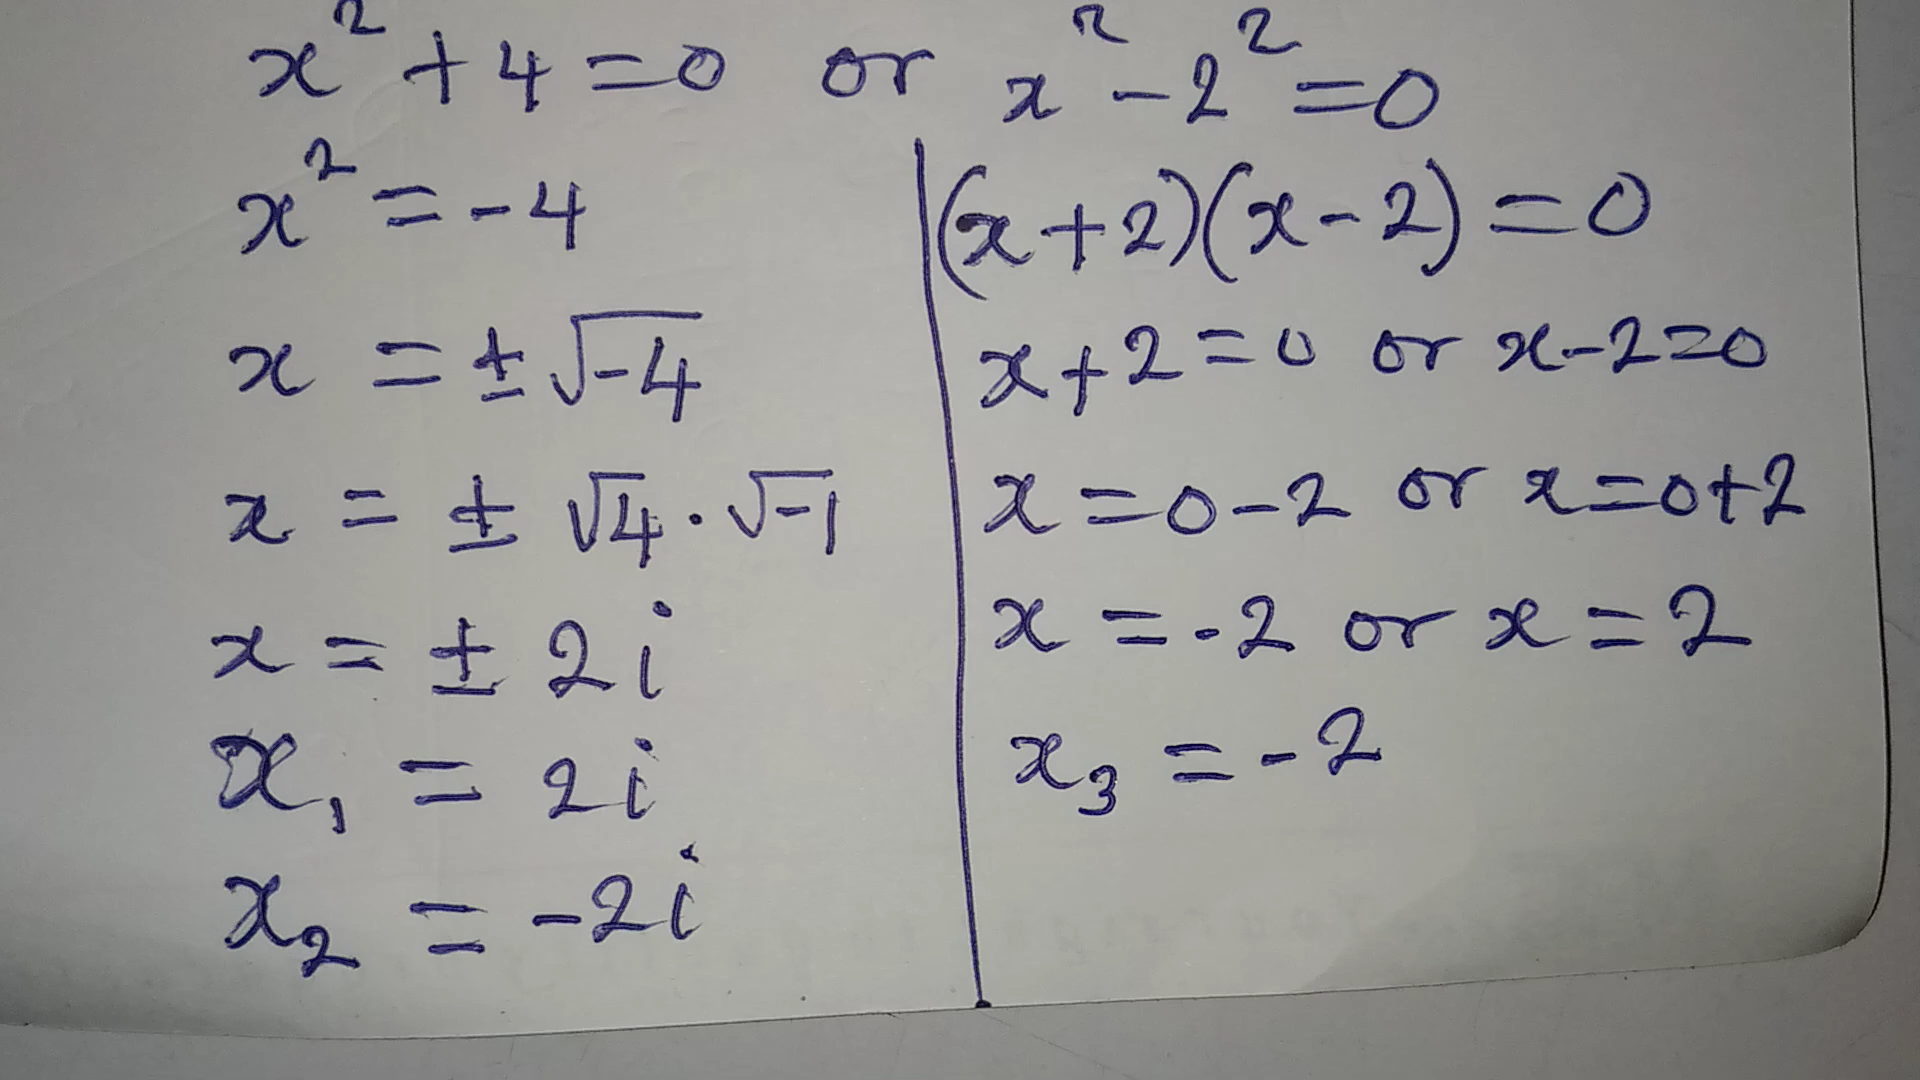 x² + 4 = 0 or x² - 2² = 0
x² = -4
x = ± √-4
x = ± √4 . √-1
x = ± 2i
x₁ = 2i
x₂ = -2i
(x + 2)(x - 2) = 0
x + 2 = 0 or x - 2 = 0
x = 0 - 2 or x = 0 + 2
x = -2 or x = 2
x₃ = -2